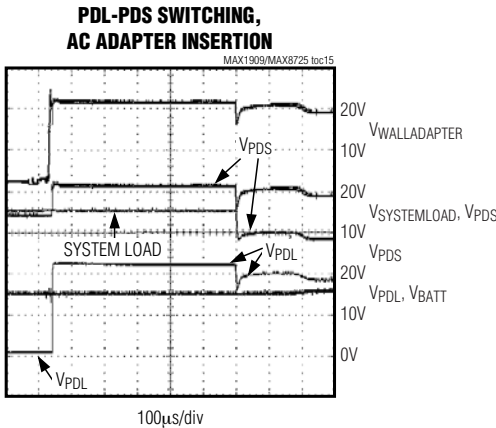 PDL-PDS SWITCHING,
AC ADAPTER INSERTION
MAX1909/MAX8725 toc15
20V
VWALLADAPTER
10V
VPDS
20V
VSYSTEMLOAD, VPDS
10V
SYSTEM LOAD
VPDL
VPDS
20V
VPDL, VBATT
10V
0V
VPDL
100μs/div